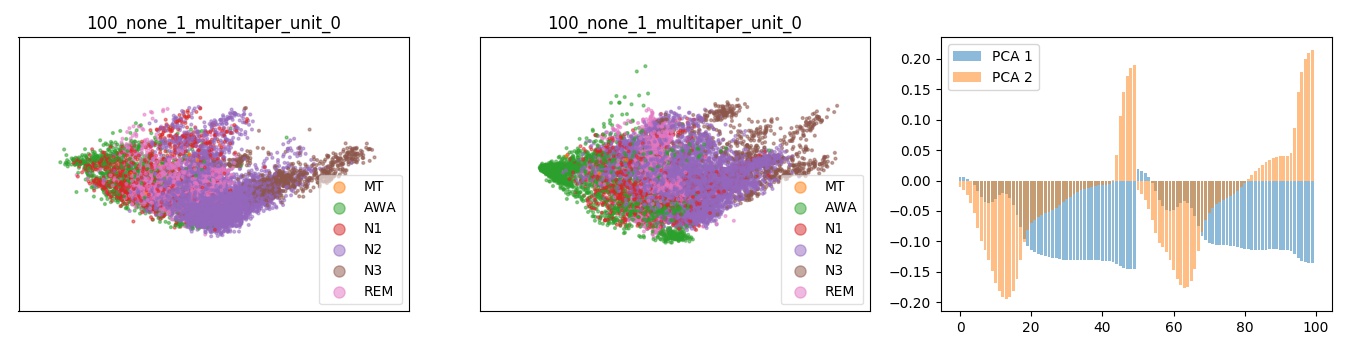 100_none_1_multitaper_unit_0
MT
AWA
N1
N2
N3
REM
100_none_1_multitaper_unit_0
MT
AWA
N1
N2
N3
REM
PCA 1
PCA 2
0.20
0.15
0.10
0.05
0.00
−0.05
−0.10
−0.15
−0.20
0 20 40 60 80 100